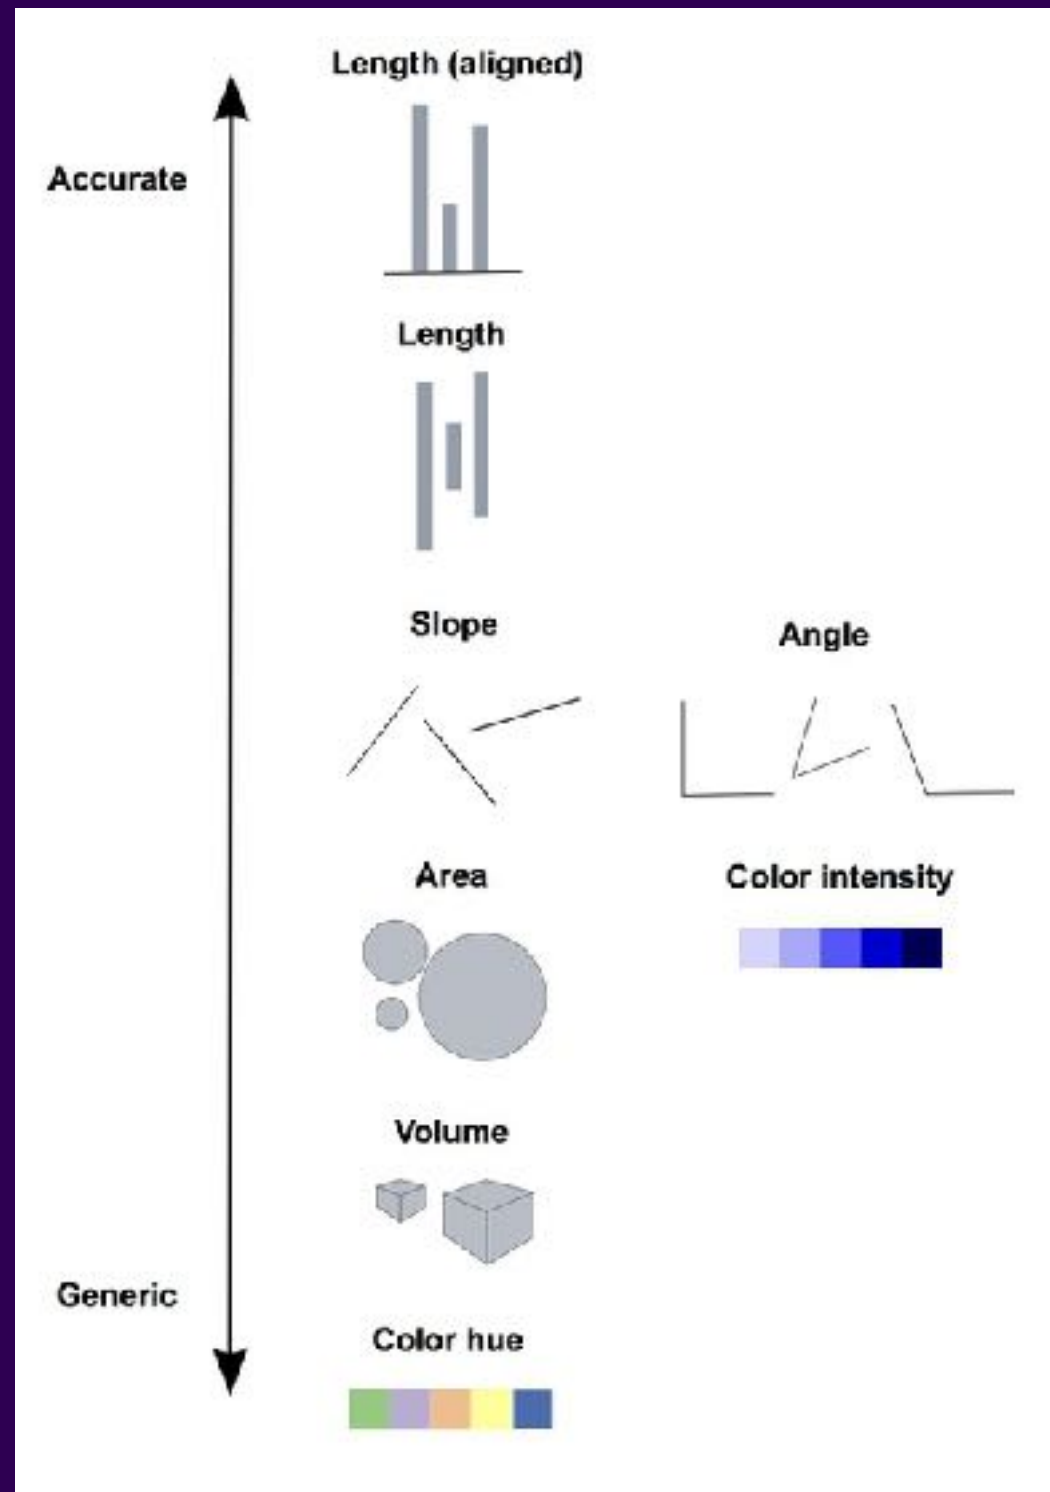 Length (aligned)
Accurate
Length
Slope
Angle
Area
Color intensity
Volume
Generic
Color hue